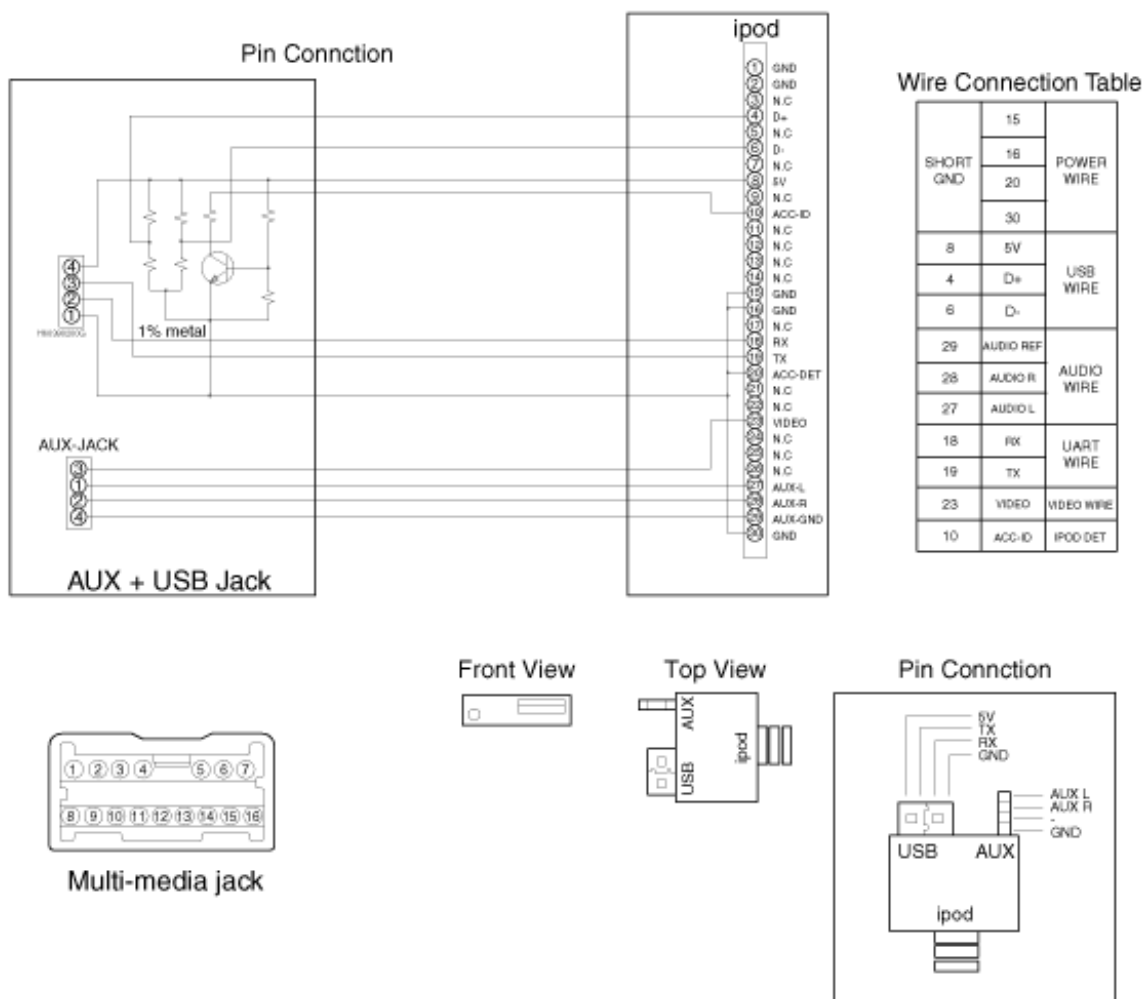 Pin Connction
ipod
① GND
② GND
③ N.C
④ D+
⑤ N.C
⑥ D-
⑦ N.C
⑧ 5V
⑨ N.C
⑩ ACC-ID
⑪ N.C
⑫ N.C
⑬ N.C
⑭ N.C
⑮ GND
⑯ GND
⑰ N.C
⑱ RX
⑲ TX
⑳ ACC-DET
㉑ N.C
㉒ N.C
㉓ VIDEO
㉔ N.C
㉕ N.C
㉖ N.C
㉗ AUX-L
㉘ AUX-R
㉙ AUX-GND
㉚ GND
④
③
②
①
1% metal
AUX-JACK
③
①
②
④
AUX + USB Jack
Wire Connection Table
SHORT GND 15 POWER WIRE
16
20
30
8 5V USB WIRE
4 D+
6 D-
29 AUDIO REF AUDIO WIRE
28 AUDIO R
27 AUDIO L
18 RX UART WIRE
19 TX
23 VIDEO VIDEO WIRE
10 ACC-ID IPOD DET
① ② ③ ④ ⑤ ⑥ ⑦
⑧ ⑨ ⑩ ⑪ ⑫ ⑬ ⑭ ⑮ ⑯
Multi-media jack
Front View
Top View
AUX
USB
ipod
Pin Connction
5V
TX
RX
GND
AUX L
AUX R
-
GND
USB AUX
ipod